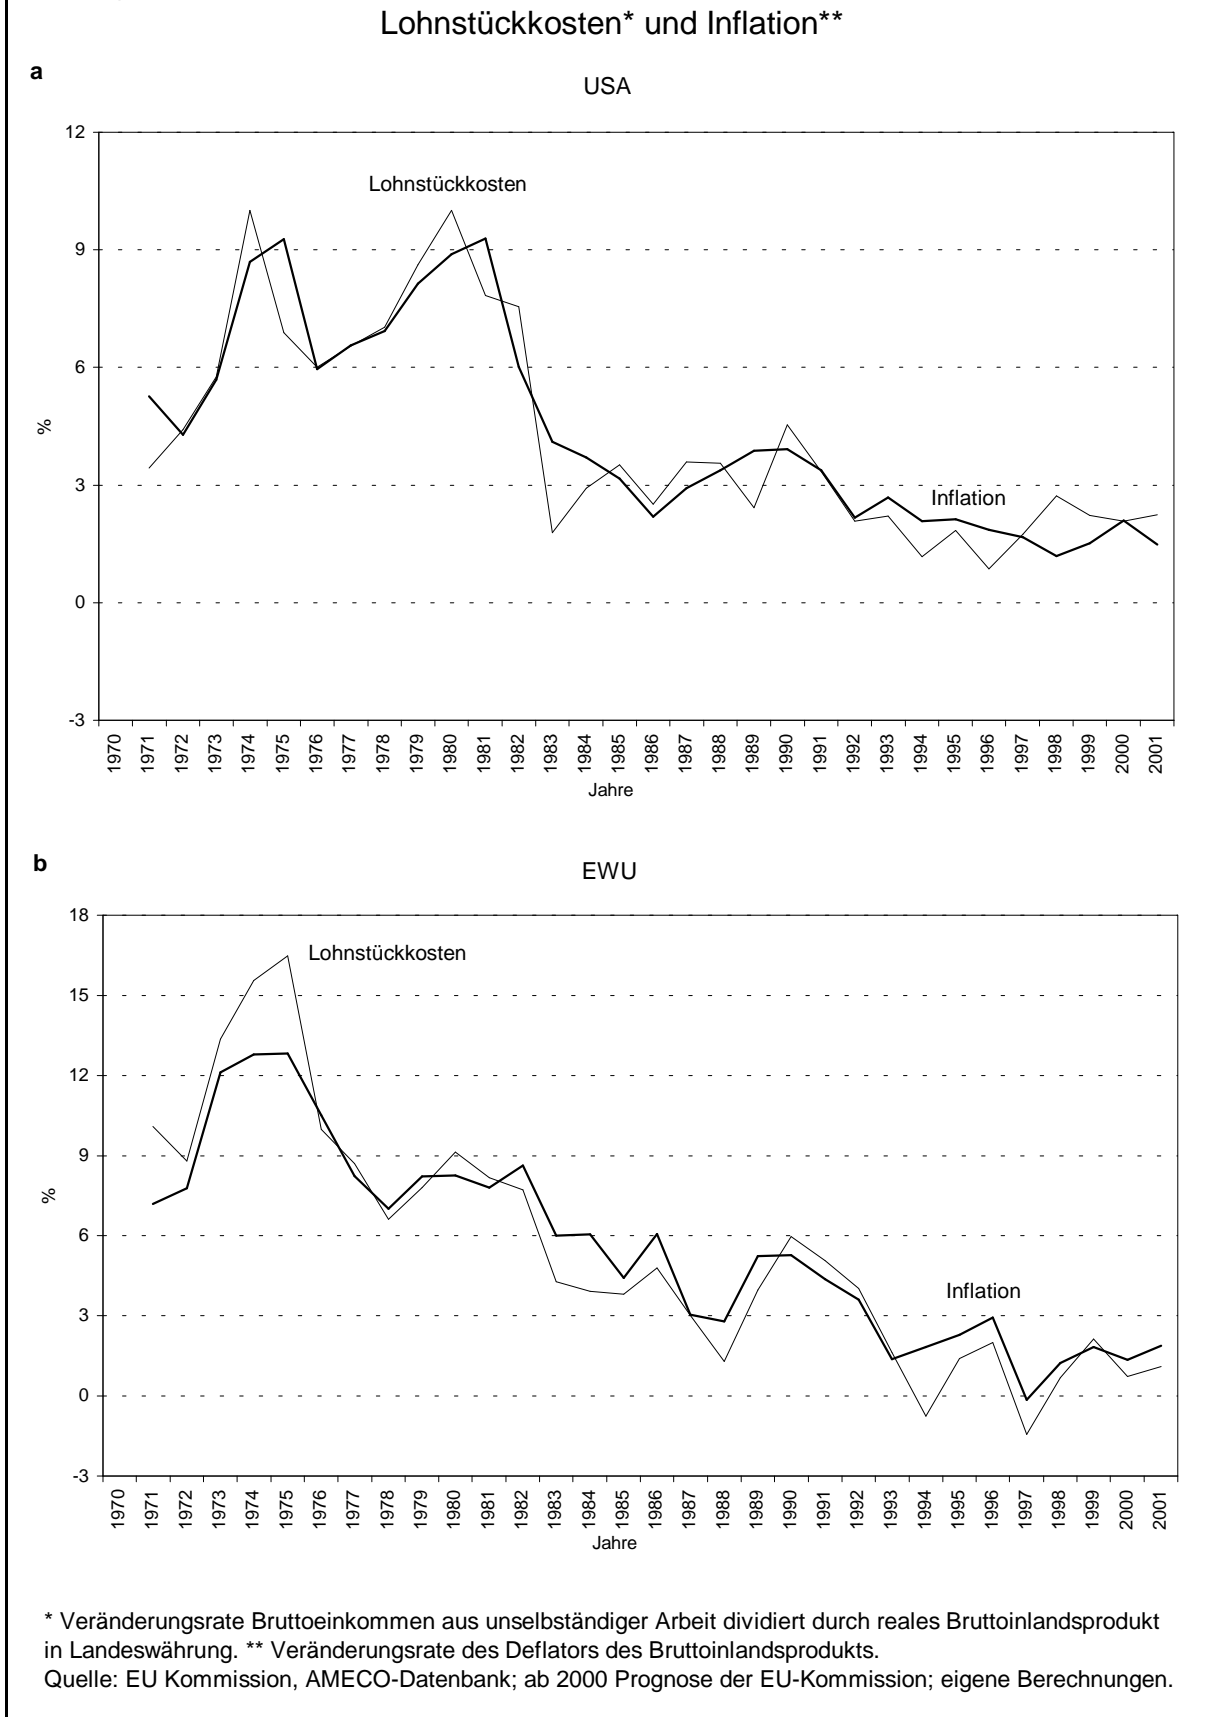 Lohnstückkosten* und Inflation**
a
USA
12
Lohnstückkosten
9
6
%
3
Inflation
0
-3
1970 1971 1972 1973 1974 1975 1976 1977 1978 1979 1980 1981 1982 1983 1984 1985 1986 1987 1988 1989 1990 1991 1992 1993 1994 1995 1996 1997 1998 1999 2000 2001
Jahre
b
EWU
18
Lohnstückkosten
15
12
9
%
6
Inflation
3
0
-3
1970 1971 1972 1973 1974 1975 1976 1977 1978 1979 1980 1981 1982 1983 1984 1985 1986 1987 1988 1989 1990 1991 1992 1993 1994 1995 1996 1997 1998 1999 2000 2001
Jahre
* Veränderungsrate Bruttoeinkommen aus unselbständiger Arbeit dividiert durch reales Bruttoinlandsprodukt
in Landeswährung. ** Veränderungsrate des Deflators des Bruttoinlandsprodukts.
Quelle: EU Kommission, AMECO-Datenbank; ab 2000 Prognose der EU-Kommission; eigene Berechnungen.